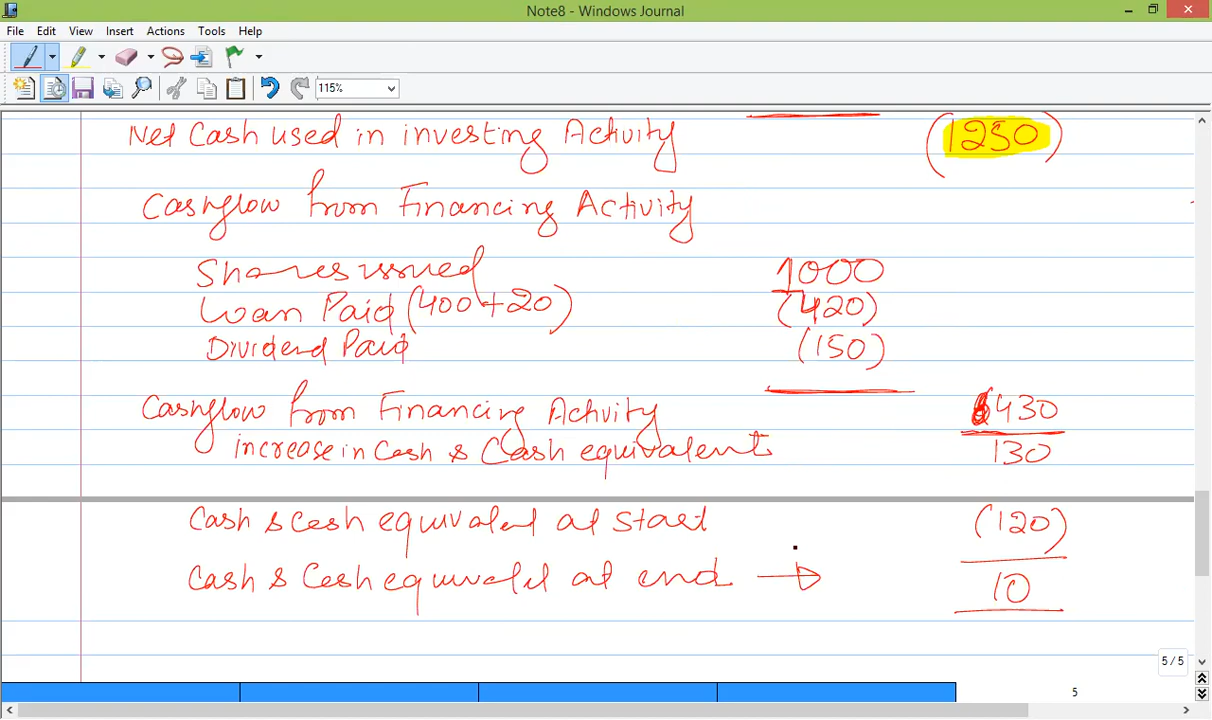 Note8 - Windows Journal
File Edit View Insert Actions Tools Help
115%
Net Cash used in investing Activity (1250)
Cashflow from Financing Activity
Shares issued 1000
Loan Paid (400+20) (420)
Dividend Paid (150)
Cashflow from Financing Activity 430
increase in Cash & Cash equivalents 130
Cash & Cash equivalent at start (120)
Cash & Cash equivalent at end → 10
5 / 5
5